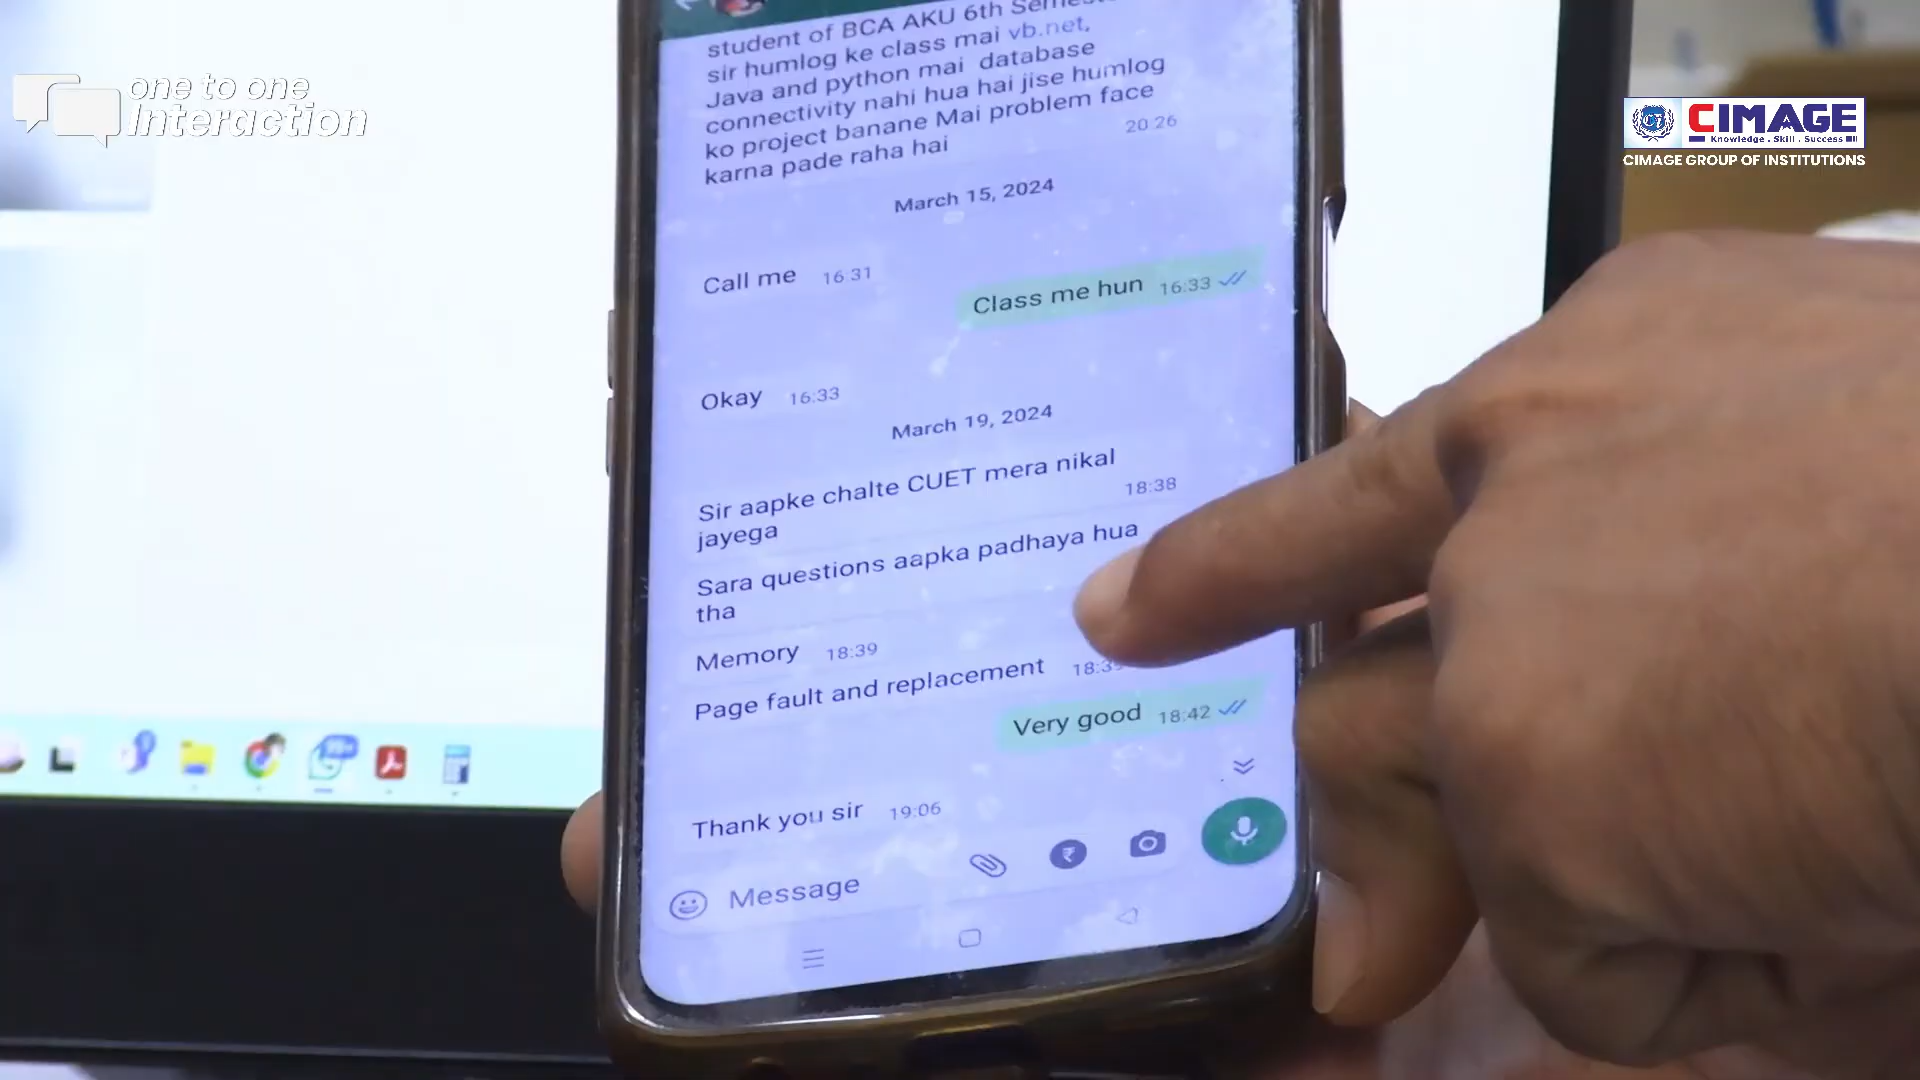 one to one
Interaction
CIMAGE
Knowledge . Skill . Success
CIMAGE GROUP OF INSTITUTIONS
student of BCA AKU 6th
sir humlog ke class mai vb.net,
Java and python mai database
connectivity nahi hua hai jise humlog
ko project banane Mai problem face
karna pade raha hai
20:26
March 15, 2024
Call me 16:31
Class me hun 16:33
Okay 16:33
March 19, 2024
Sir aapke chalte CUET mera nikal
jayega
18:38
Sara questions aapka padhaya hua
tha
Memory 18:39
Page fault and replacement
Very good 18:42
Thank you sir 19:06
Message